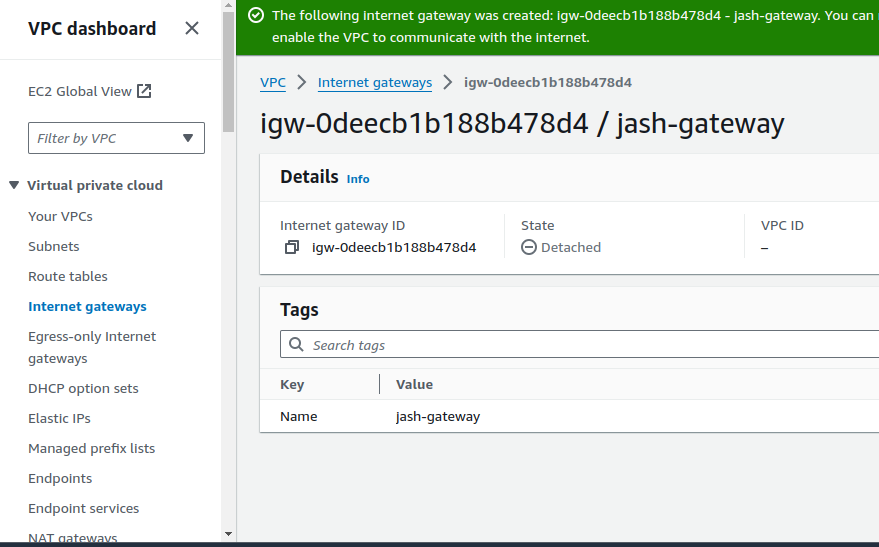 VPC dashboard
EC2 Global View
Filter by VPC
Virtual private cloud
Your VPCs
Subnets
Route tables
Internet gateways
Egress-only Internet
gateways
DHCP option sets
Elastic IPs
Managed prefix lists
Endpoints
Endpoint services
NAT gateways
The following internet gateway was created: igw-0deecb1b188b478d4 - jash-gateway. You can
enable the VPC to communicate with the internet.
VPC > Internet gateways > igw-0deecb1b188b478d4
igw-0deecb1b188b478d4 / jash-gateway
Details Info
Internet gateway ID
igw-0deecb1b188b478d4
State
Detached
VPC ID
–
Tags
Search tags
Key Value
Name jash-gateway